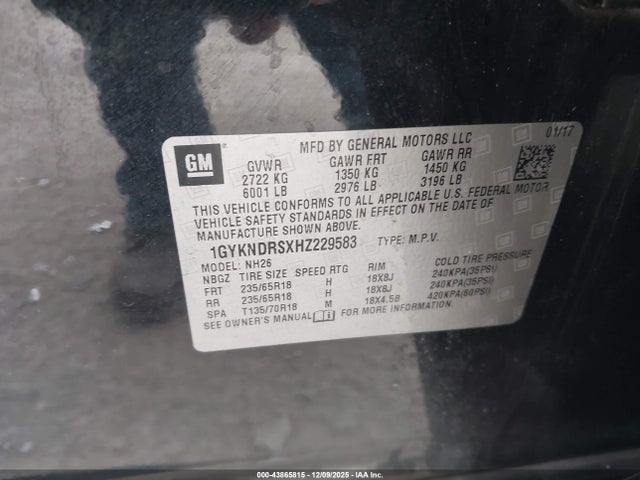 MFD BY GENERAL MOTORS LLC
01/17
GM
GVWR GAWR FRT GAWR RR
2722 KG 1350 KG 1450 KG
6001 LB 2976 LB 3196 LB
THIS VEHICLE CONFORMS TO ALL APPLICABLE U.S. FEDERAL MOTOR
VEHICLE SAFETY STANDARDS IN EFFECT ON THE DATE OF
MANUFACTURE SHOWN ABOVE.
1GYKNDRSXHZ229583 TYPE: M.P.V.
MODEL: NH26
NBGZ TIRE SIZE SPEED RTG RIM COLD TIRE PRESSURE
FRT 235/65R18 H 18X8J 240KPA(35PSI)
RR 235/65R18 H 18X8J 240KPA(35PSI)
SPA T135/70R18 M 18X4.5B 420KPA(60PSI)
SEE OWNER'S MANUAL i FOR MORE INFORMATION.
000-43865815 - 12/09/2025 - IAAI.COM